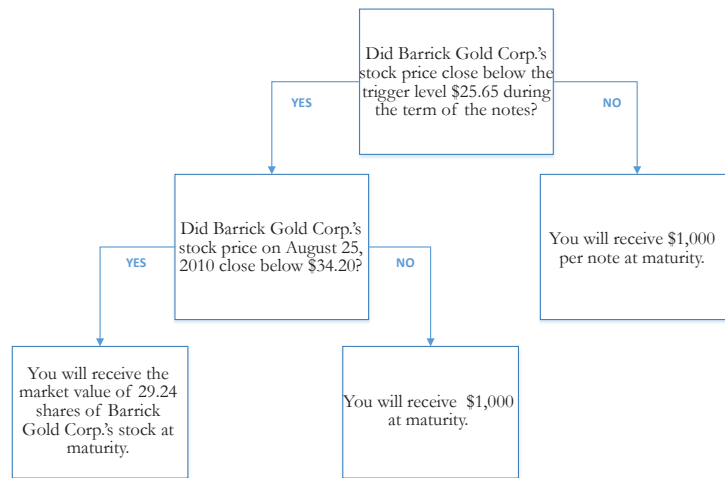 Did Barrick Gold Corp.'s
stock price close below the
trigger level $25.65 during
the term of the notes?
YES
NO
Did Barrick Gold Corp.'s
stock price on August 25,
2010 close below $34.20?
You will receive $1,000
per note at maturity.
YES
NO
You will receive the
market value of 29.24
shares of Barrick
Gold Corp.'s stock at
maturity.
You will receive $1,000
at maturity.